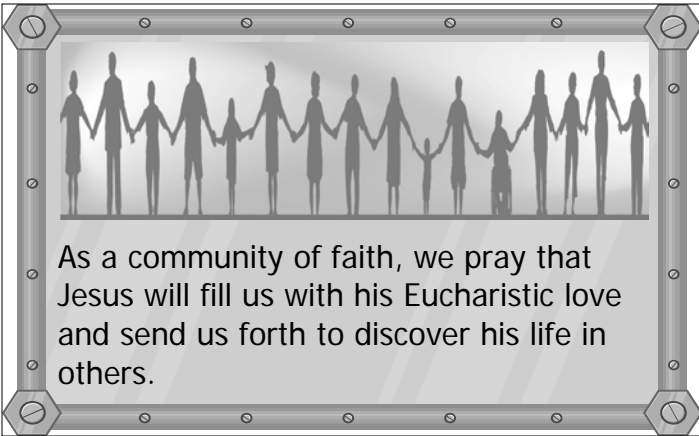 As a community of faith, we pray that
Jesus will fill us with his Eucharistic love
and send us forth to discover his life in
others.